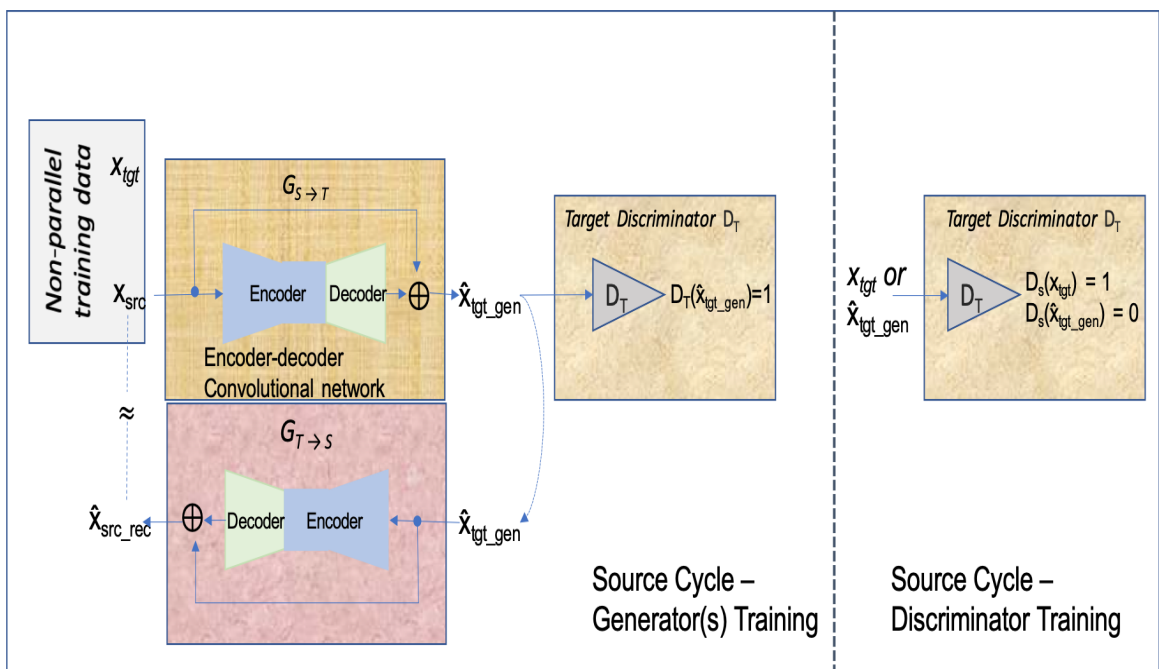 Non-parallel
training data
x_tgt
x_src
≈
x̂_src_rec
G_S → T
Encoder
Decoder
⊕
Encoder-decoder
Convolutional network
x̂_tgt_gen
G_T → S
⊕
Decoder
Encoder
x̂_tgt_gen
Target Discriminator D_T
D_T
D_T(x̂_tgt_gen)=1
Source Cycle –
Generator(s) Training
Target Discriminator D_T
x_tgt or
x̂_tgt_gen
D_T
D_s(x_tgt) = 1
D_s(x̂_tgt_gen) = 0
Source Cycle –
Discriminator Training